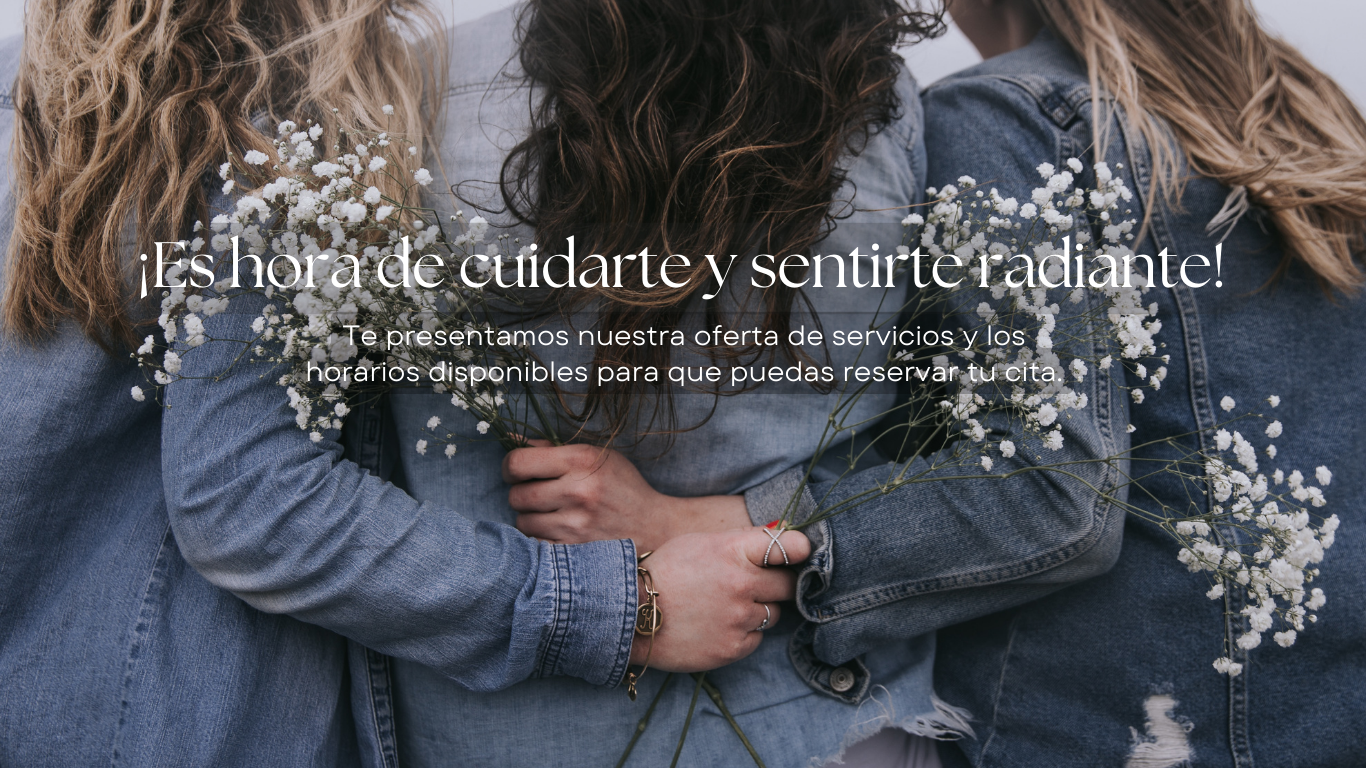 ¡Es hora de cuidarte y sentirte radiante!
Te presentamos nuestra oferta de servicios y los
horarios disponibles para que puedas reservar tu cita.